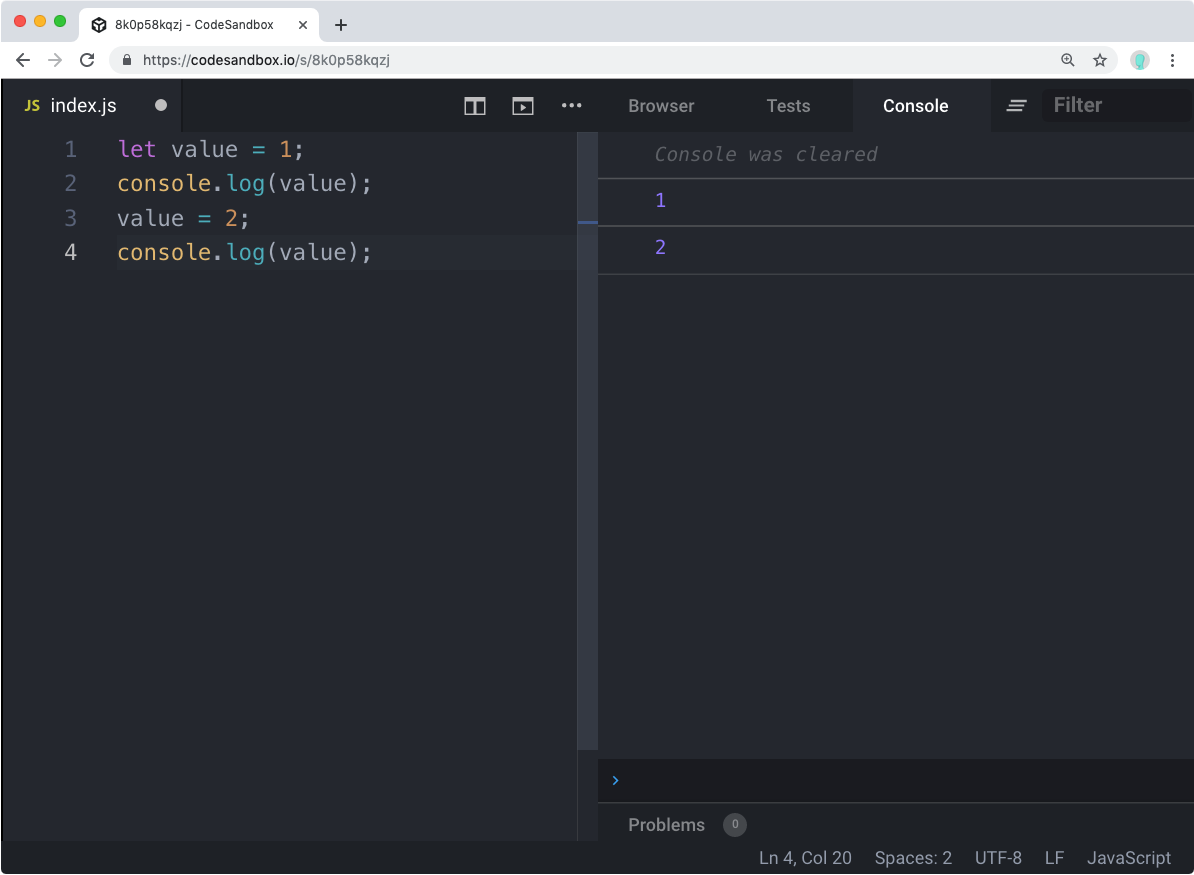 8k0p58kqzj - CodeSandbox
https://codesandbox.io/s/8k0p58kqzj
JS index.js
Browser Tests Console Filter
1 let value = 1;
2 console.log(value);
3 value = 2;
4 console.log(value);
Console was cleared
1
2
Problems 0
Ln 4, Col 20 Spaces: 2 UTF-8 LF JavaScript